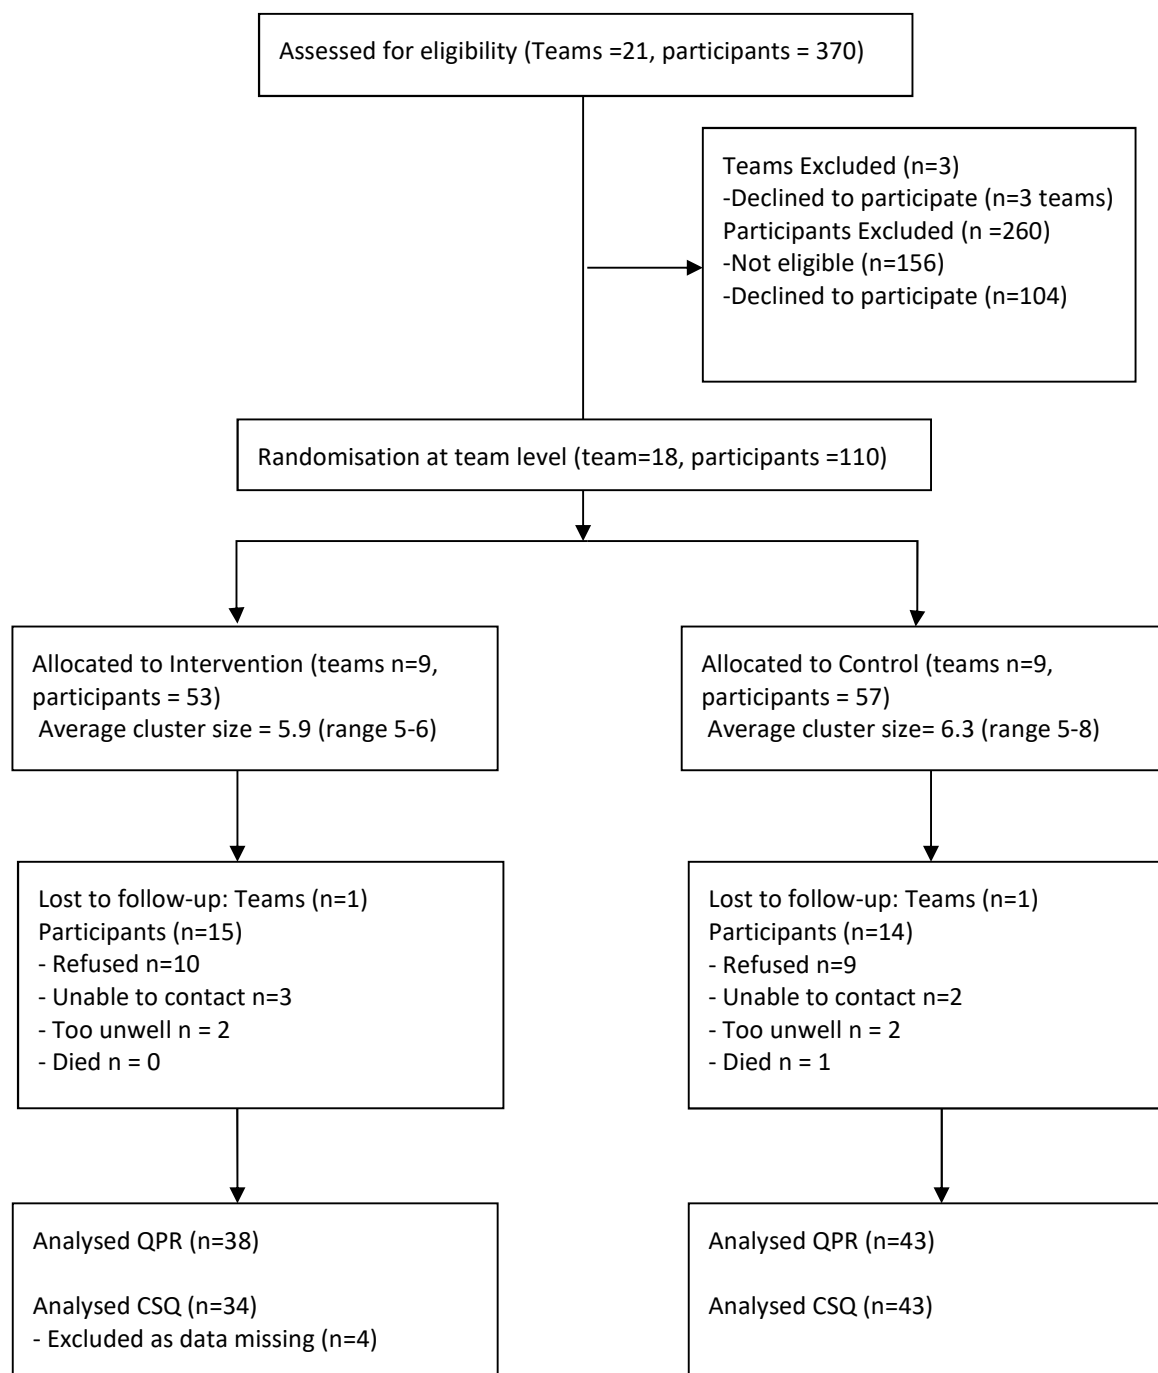 Assessed for eligibility (Teams =21, participants = 370)
Teams Excluded (n=3)
-Declined to participate (n=3 teams)
Participants Excluded (n =260)
-Not eligible (n=156)
-Declined to participate (n=104)
Randomisation at team level (team=18, participants =110)
Allocated to Intervention (teams n=9,
participants = 53)
Average cluster size = 5.9 (range 5-6)
Allocated to Control (teams n=9,
participants = 57)
Average cluster size= 6.3 (range 5-8)
Lost to follow-up: Teams (n=1)
Participants (n=15)
- Refused n=10
- Unable to contact n=3
- Too unwell n = 2
- Died n = 0
Lost to follow-up: Teams (n=1)
Participants (n=14)
- Refused n=9
- Unable to contact n=2
- Too unwell n = 2
- Died n = 1
Analysed QPR (n=38)
Analysed CSQ (n=34)
- Excluded as data missing (n=4)
Analysed QPR (n=43)
Analysed CSQ (n=43)